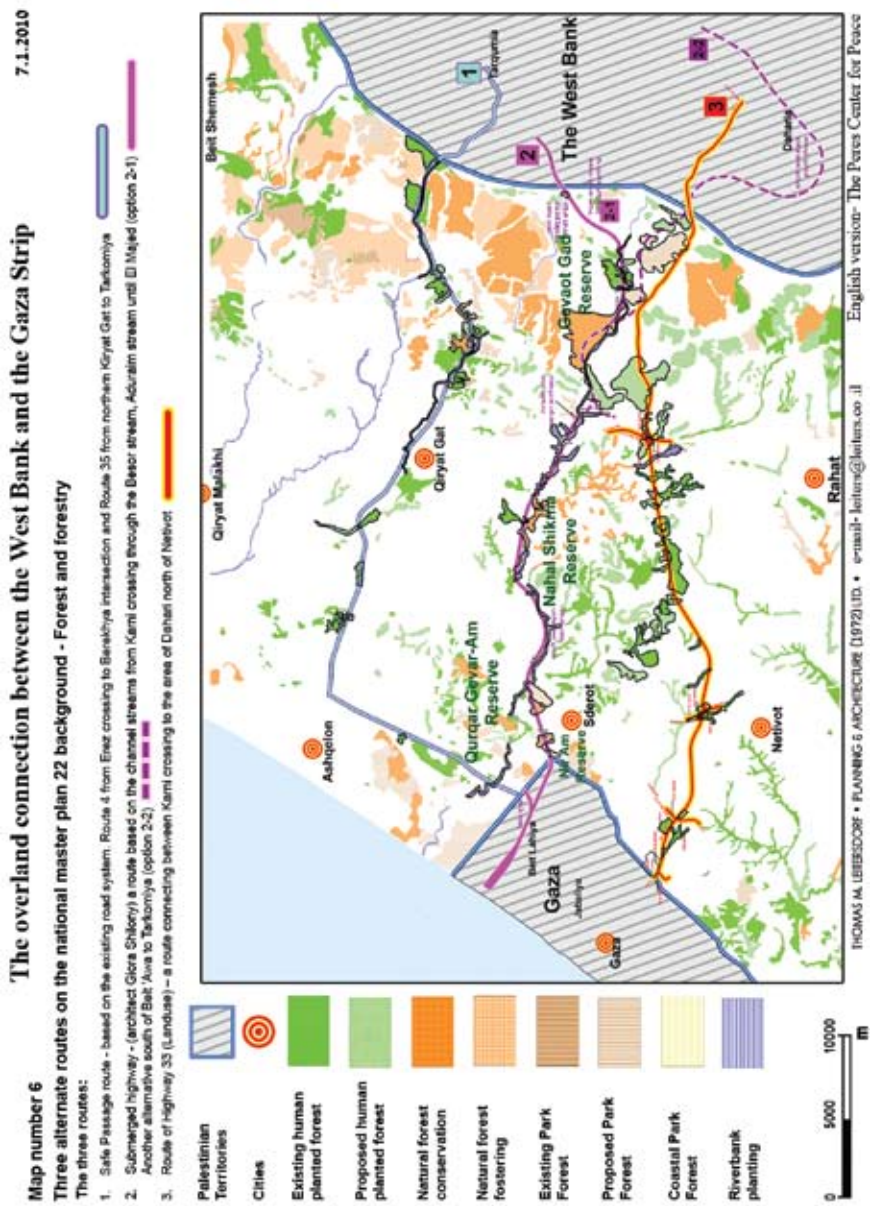 Map number 6
The overland connection between the West Bank and the Gaza Strip
7.1.2010
Three alternate routes on the national master plan 22 background - Forest and forestry
The three routes:
1. Safe Passage route - based on the existing road system. Route 4 from Erez crossing to Berekhya intersection and Route 35 from northern Kiryat Gat to Tarkomiya
2. Submerged highway - (architect Giora Shilony) a route based on the channel streams from Karni crossing through the Besor stream, Aduraim stream until El Majed (option 2-1)
Another alternative south of Beit 'Awa to Tarkomiya (option 2-2)
3. Route of Highway 35 (Landuse) – a route connecting between Karni crossing to the area of Dahari north of Netivot
Palestinian
Territories
Cities
Existing human
planted forest
Proposed human
planted forest
Natural forest
conservation
Natural forest
fostering
Existing Park
Forest
Proposed Park
Forest
Coastal Park
Forest
Riverbank
planting
0
5000
10000
m
Beit Shemesh
Qiryat Malakhi
Tarqumia
1
Ashqelon
Qiryat Gat
The West Bank
2
2-1
2-2
3
Gevaot Gad
Reserve
Qurqar Gevar-Am
Reserve
Nahal Shikma
Reserve
Nir Am
Reserve
Sderot
Beit Lahiya
Gaza
Jabaliya
Gaza
Netivot
Rahat
Daharia
THOMAS M. LEITERSDORF • PLANNING & ARCHITECTURE (1972) LTD. • e-mail- leiters@leiters.co.il
English version- The Peres Center for Peace